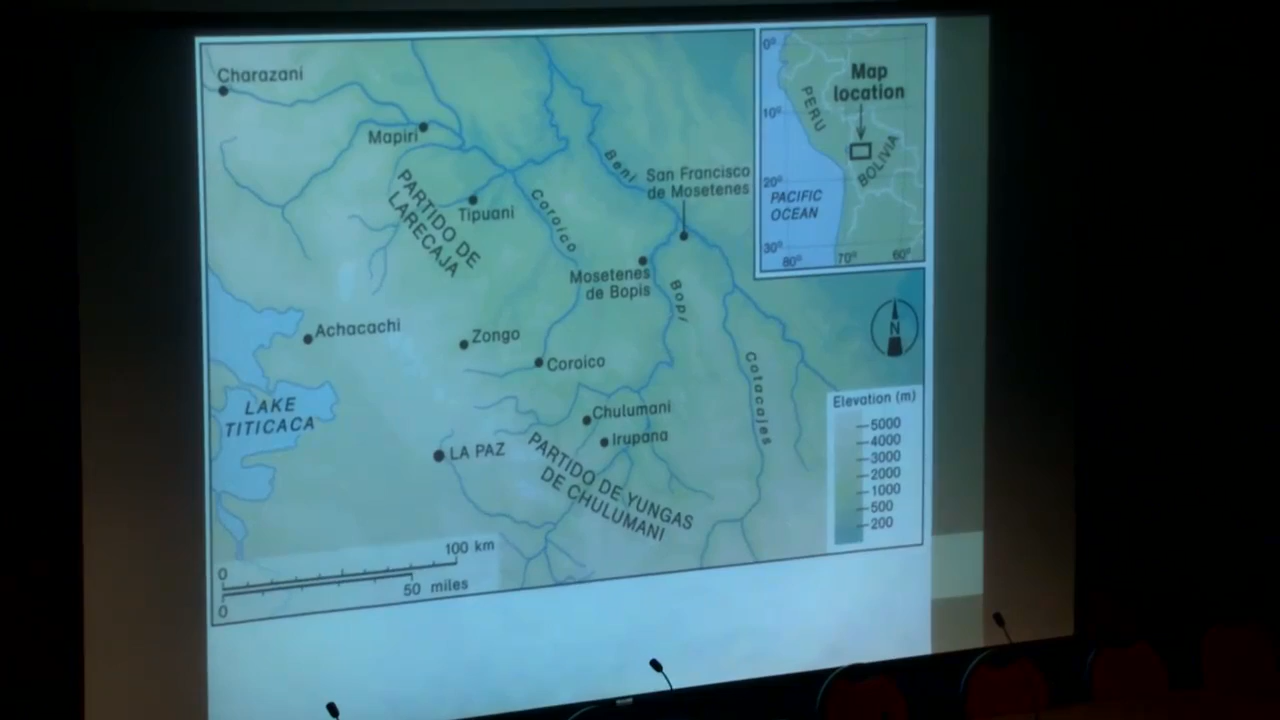 Charazani
Mapiri
PARTIDO DE
LARECAJA
Tipuani
Coroico
Beni
San Francisco
de Mosetenes
Mosetenes
de Bopis
Bopi
Achacachi
Zongo
Coroico
LAKE
TITICACA
Chulumani
Irupana
LA PAZ
PARTIDO DE YUNGAS
DE CHULUMANI
Cotacajes
0 100 km
0 50 miles
0°
10°
20°
30°
80° 70° 60°
Map
location
PERU
BOLIVIA
PACIFIC
OCEAN
N
Elevation (m)
5000
4000
3000
2000
1000
500
200